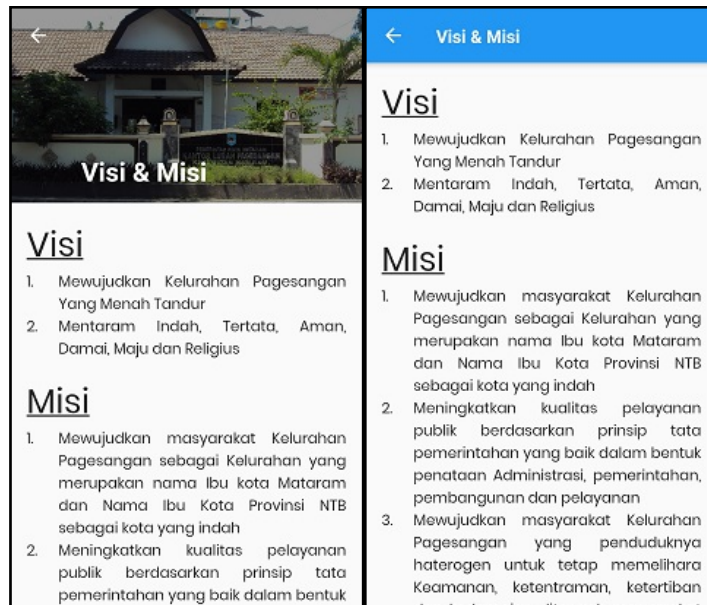 Visi & Misi
Visi
1. Mewujudkan Kelurahan Pagesangan
Yang Menah Tandur
2. Mentaram Indah, Tertata, Aman,
Damai, Maju dan Religius
Misi
1. Mewujudkan masyarakat Kelurahan
Pagesangan sebagai Kelurahan yang
merupakan nama Ibu kota Mataram
dan Nama Ibu Kota Provinsi NTB
sebagai kota yang indah
2. Meningkatkan kualitas pelayanan
publik berdasarkan prinsip tata
pemerintahan yang baik dalam bentuk
Visi & Misi
Visi
1. Mewujudkan Kelurahan Pagesangan
Yang Menah Tandur
2. Mentaram Indah, Tertata, Aman,
Damai, Maju dan Religius
Misi
1. Mewujudkan masyarakat Kelurahan
Pagesangan sebagai Kelurahan yang
merupakan nama Ibu kota Mataram
dan Nama Ibu Kota Provinsi NTB
sebagai kota yang indah
2. Meningkatkan kualitas pelayanan
publik berdasarkan prinsip tata
pemerintahan yang baik dalam bentuk
penataan Administrasi, pemerintahan,
pembangunan dan pelayanan
3. Mewujudkan masyarakat Kelurahan
Pagesangan yang penduduknya
haterogen untuk tetap memelihara
Keamanan, ketentraman, ketertiban